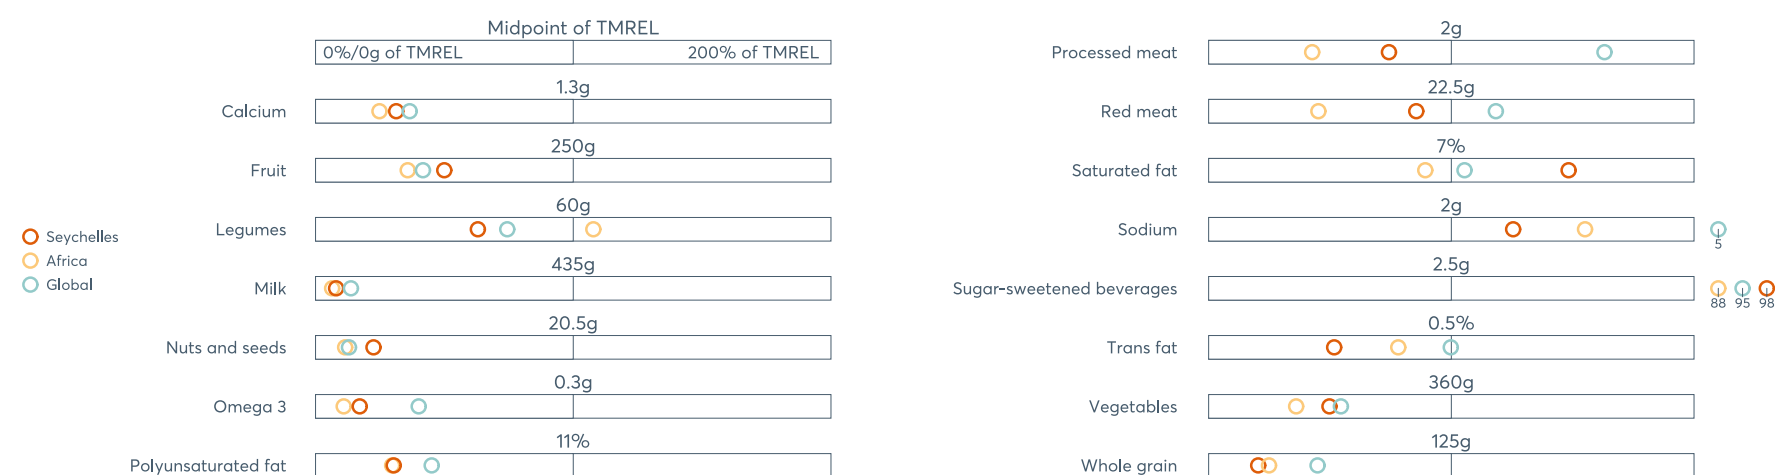 Midpoint of TMREL
0%/0g of TMREL 200% of TMREL
1.3g
Calcium
250g
Fruit
60g
Legumes
435g
Milk
20.5g
Nuts and seeds
0.3g
Omega 3
11%
Polyunsaturated fat
Seychelles
Africa
Global
2g
Processed meat
22.5g
Red meat
7%
Saturated fat
2g
Sodium
5
2.5g
Sugar-sweetened beverages
88 95 98
0.5%
Trans fat
360g
Vegetables
125g
Whole grain